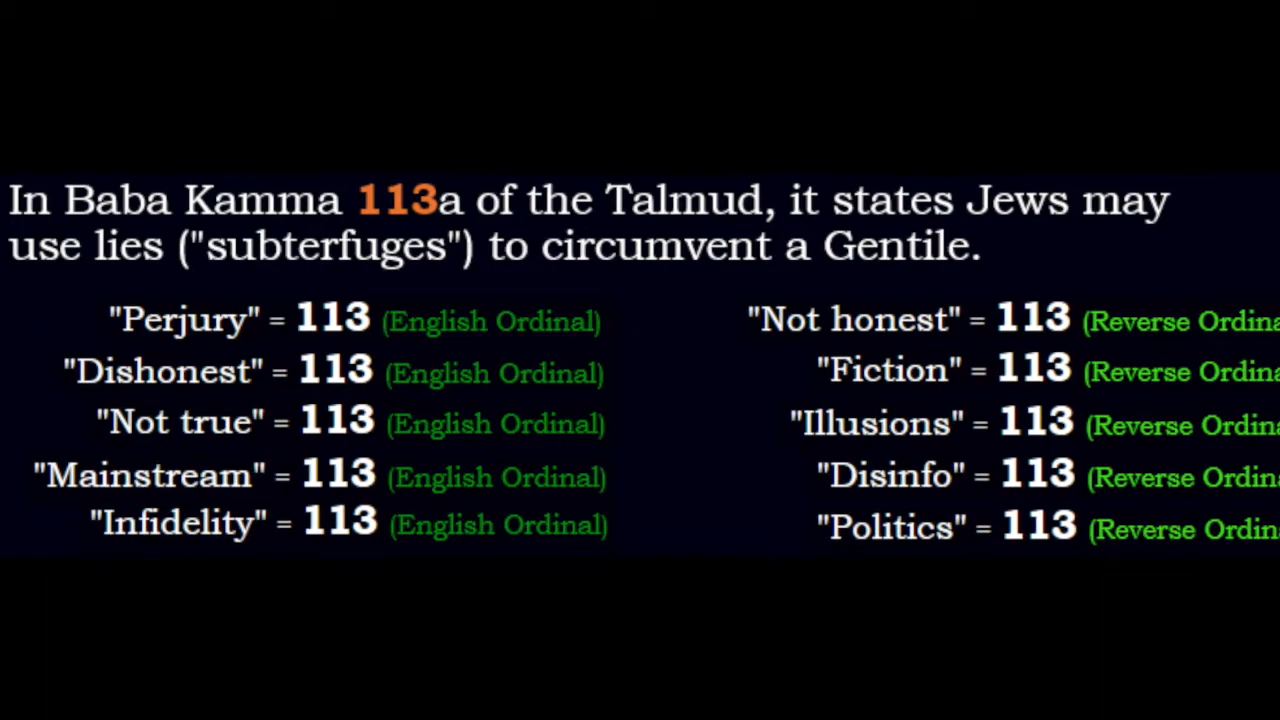 In Baba Kamma 113a of the Talmud, it states Jews may
use lies ("subterfuges") to circumvent a Gentile.
"Perjury" = 113 (English Ordinal)
"Dishonest" = 113 (English Ordinal)
"Not true" = 113 (English Ordinal)
"Mainstream" = 113 (English Ordinal)
"Infidelity" = 113 (English Ordinal)
"Not honest" = 113 (Reverse Ordina
"Fiction" = 113 (Reverse Ordina
"Illusions" = 113 (Reverse Ordin
"Disinfo" = 113 (Reverse Ordina
"Politics" = 113 (Reverse Ordin